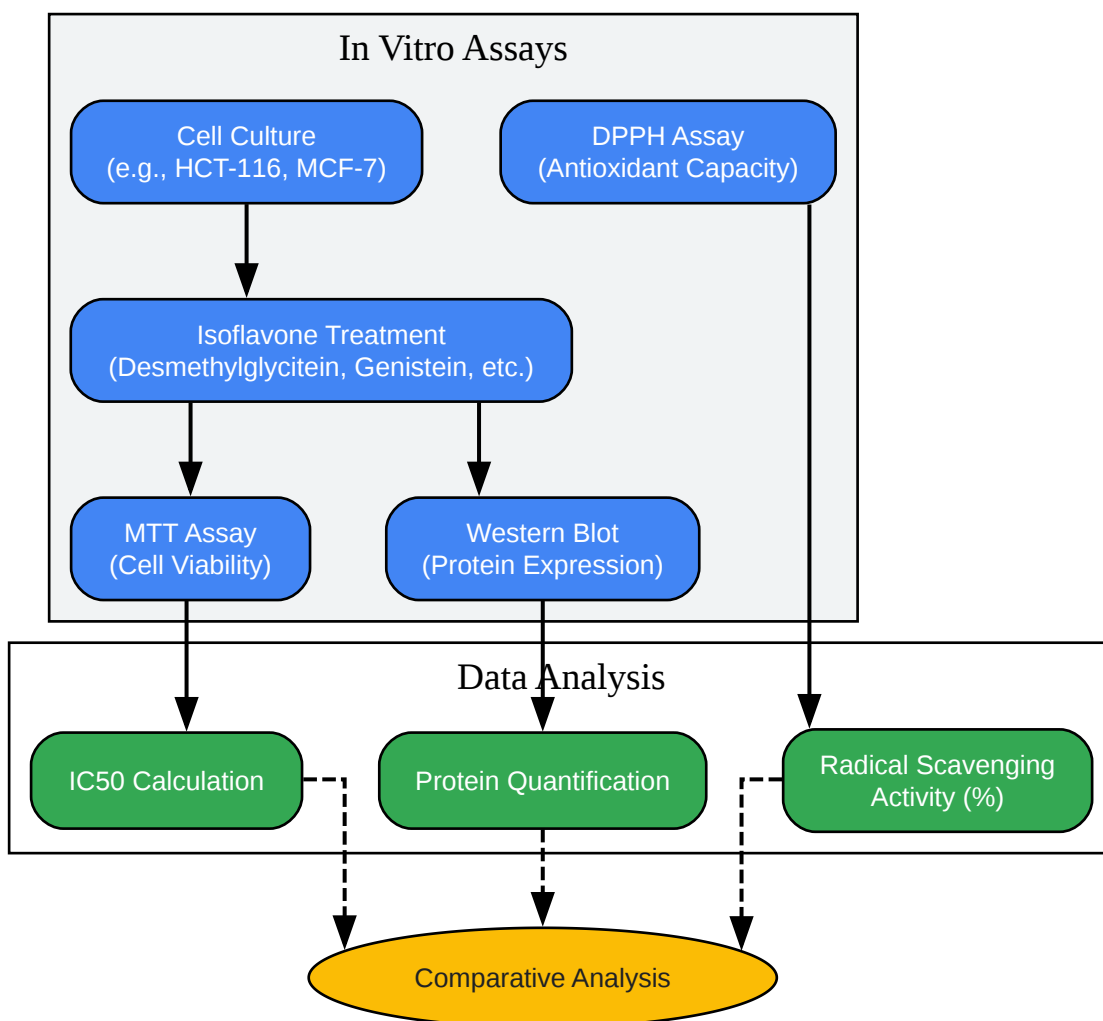 In Vitro Assays
Cell Culture
(e.g., HCT-116, MCF-7)
DPPH Assay
(Antioxidant Capacity)
Isoflavone Treatment
(Desmethylglycitein, Genistein, etc.)
MTT Assay
(Cell Viability)
Western Blot
(Protein Expression)
Data Analysis
IC50 Calculation
Protein Quantification
Radical Scavenging
Activity (%)
Comparative Analysis